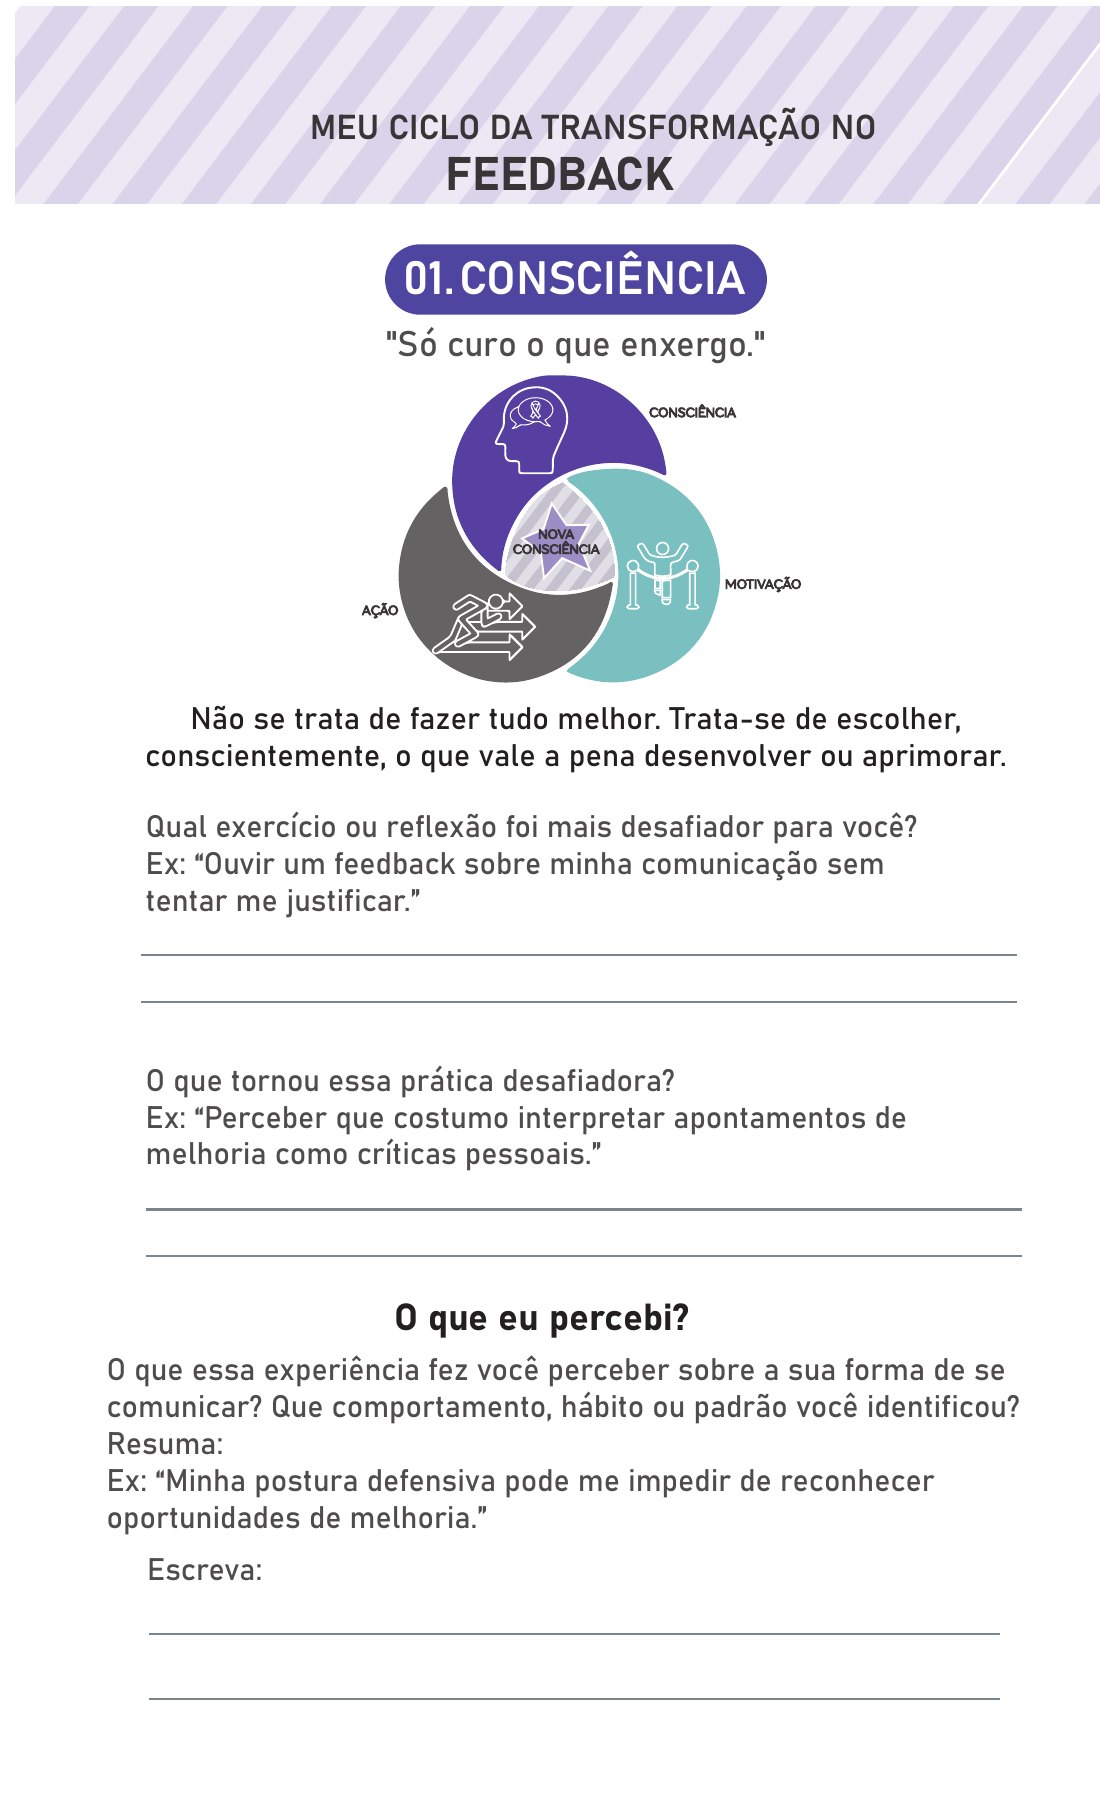 MEU CICLO DA TRANSFORMAÇÃO NO
FEEDBACK
01. CONSCIÊNCIA
"Só curo o que enxergo."
CONSCIÊNCIA
NOVA
CONSCIÊNCIA
MOTIVAÇÃO
AÇÃO
Não se trata de fazer tudo melhor. Trata-se de escolher,
conscientemente, o que vale a pena desenvolver ou aprimorar.
Qual exercício ou reflexão foi mais desafiador para você?
Ex: “Ouvir um feedback sobre minha comunicação sem
tentar me justificar.”
O que tornou essa prática desafiadora?
Ex: “Perceber que costumo interpretar apontamentos de
melhoria como críticas pessoais.”
O que eu percebi?
O que essa experiência fez você perceber sobre a sua forma de se
comunicar? Que comportamento, hábito ou padrão você identificou?
Resuma:
Ex: “Minha postura defensiva pode me impedir de reconhecer
oportunidades de melhoria.”
Escreva: